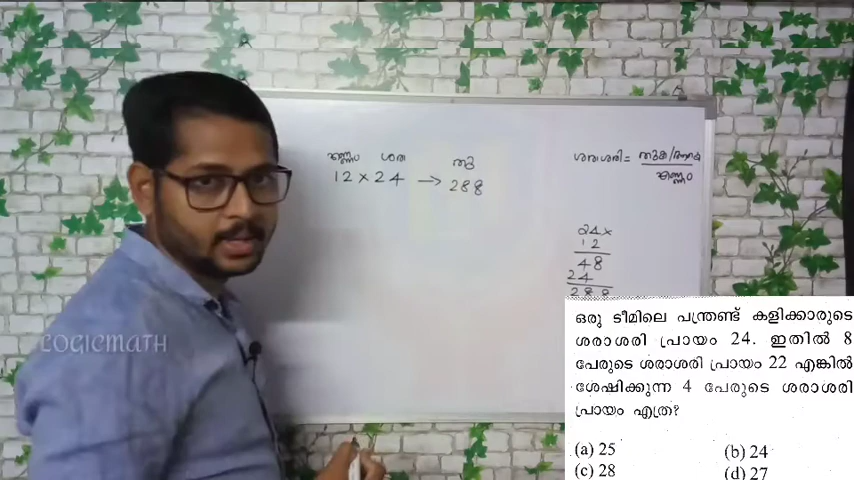 എണ്ണം ശരാ തുക
12 × 24 → 288
ശരാശരി = തുക/ആകെ
എണ്ണം
24 ×
12
48
24
288
LOGICMATH
ഒരു ടീമിലെ പന്ത്രണ്ട് കളിക്കാരുടെ
ശരാശരി പ്രായം 24. ഇതിൽ 8
പേരുടെ ശരാശരി പ്രായം 22 എങ്കിൽ
ശേഷിക്കുന്ന 4 പേരുടെ ശരാശരി
പ്രായം എത്ര?
(a) 25 (b) 24
(c) 28 (d) 27